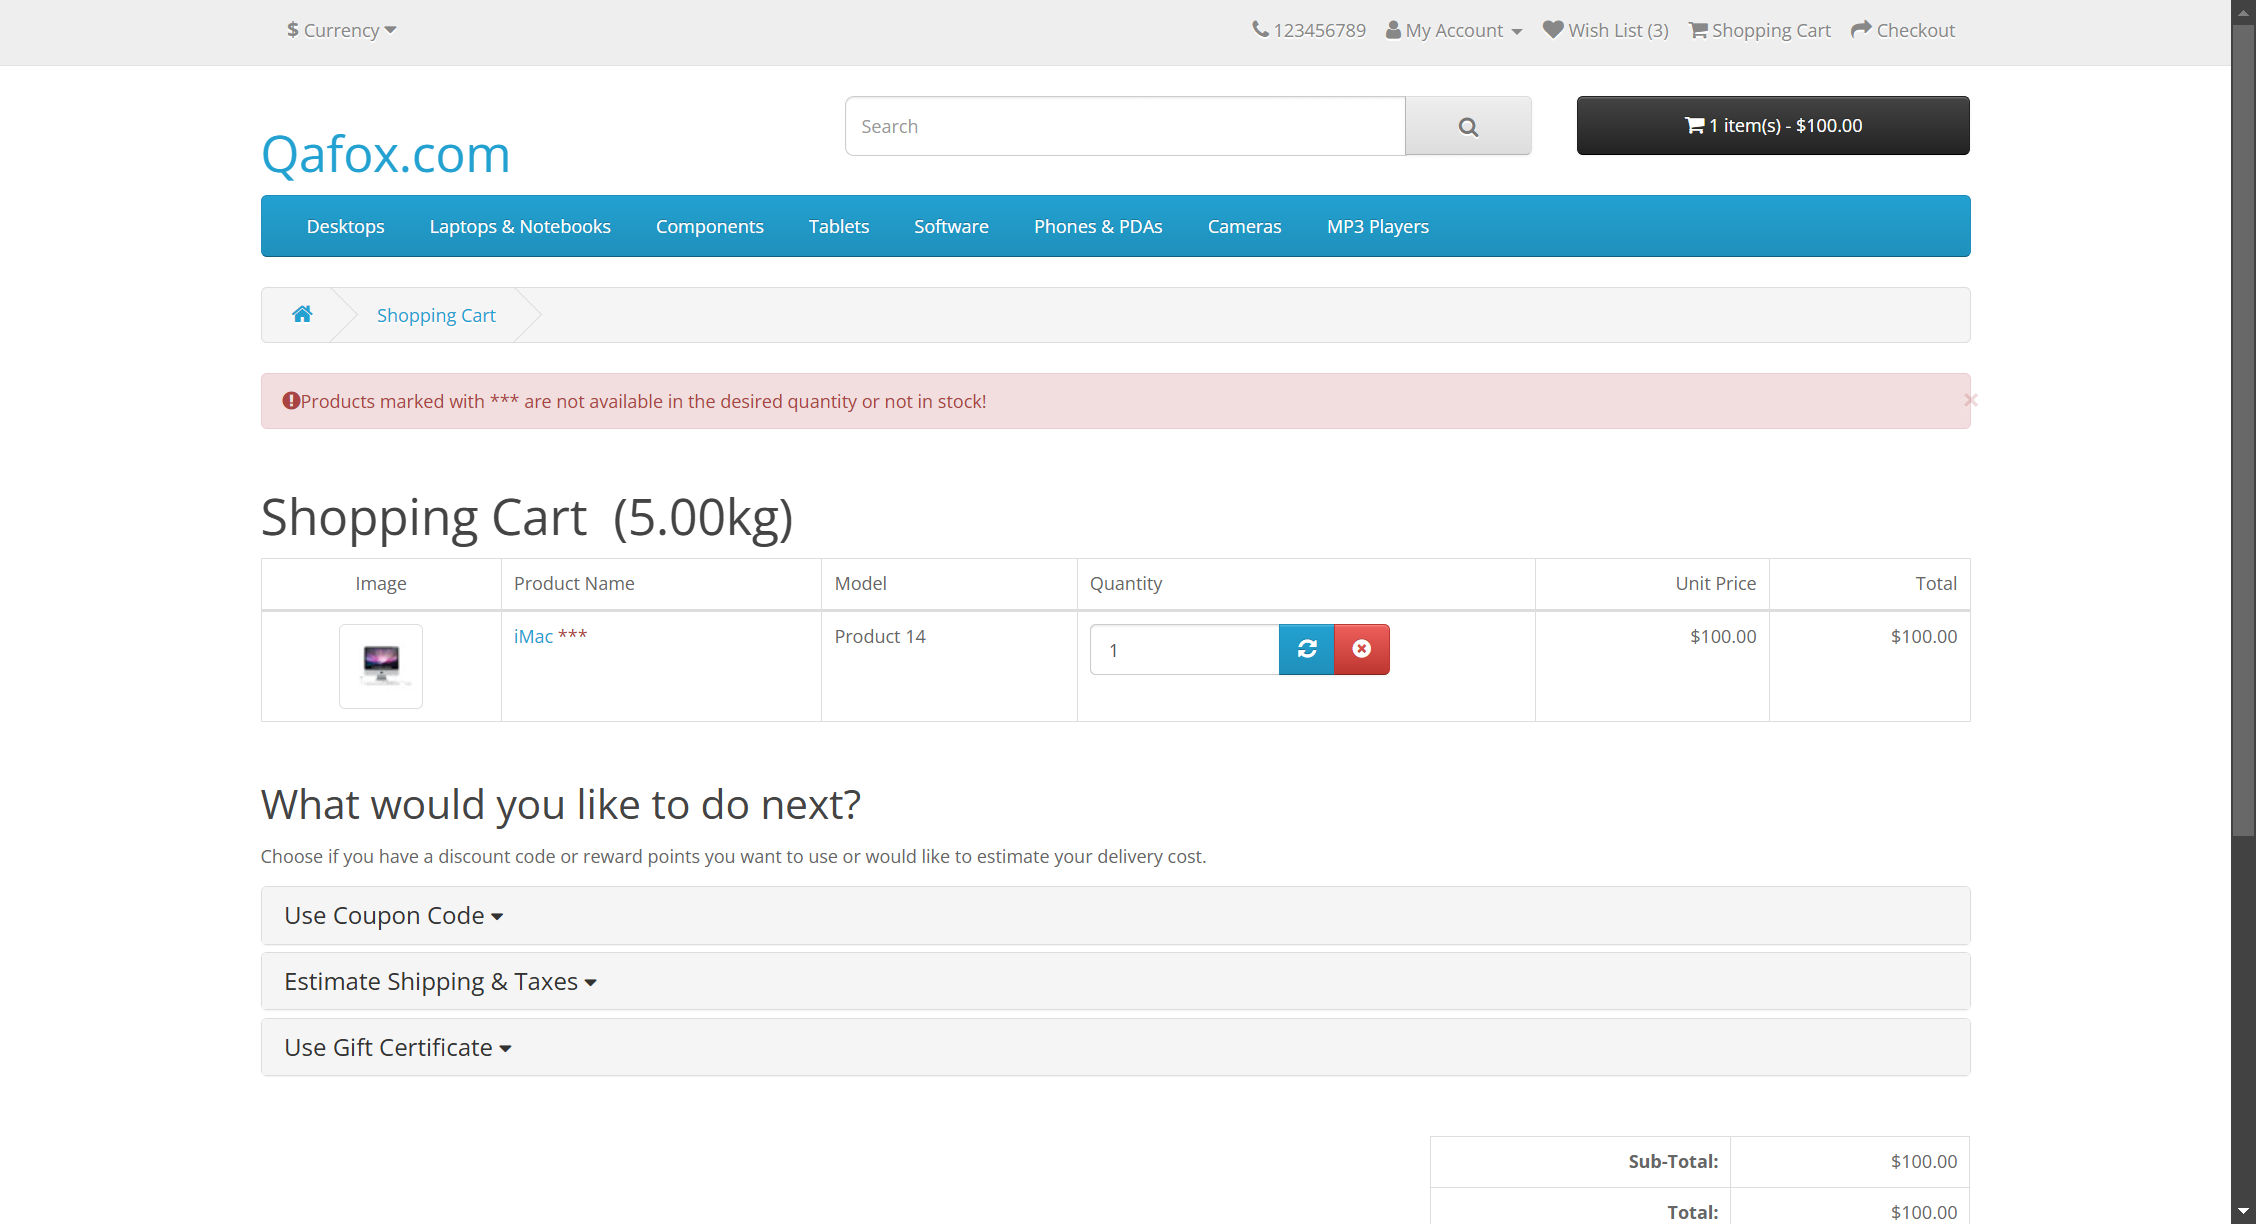 $ Currency
123456789 My Account Wish List (3) Shopping Cart Checkout
Search
1 item(s) - $100.00
Qafox.com
Desktops Laptops & Notebooks Components Tablets Software Phones & PDAs Cameras MP3 Players
Shopping Cart
Products marked with *** are not available in the desired quantity or not in stock! ×
Shopping Cart (5.00kg)
Image Product Name Model Quantity Unit Price Total
iMac *** Product 14 1 $100.00 $100.00
What would you like to do next?
Choose if you have a discount code or reward points you want to use or would like to estimate your delivery cost.
Use Coupon Code
Estimate Shipping & Taxes
Use Gift Certificate
Sub-Total: $100.00
Total: $100.00